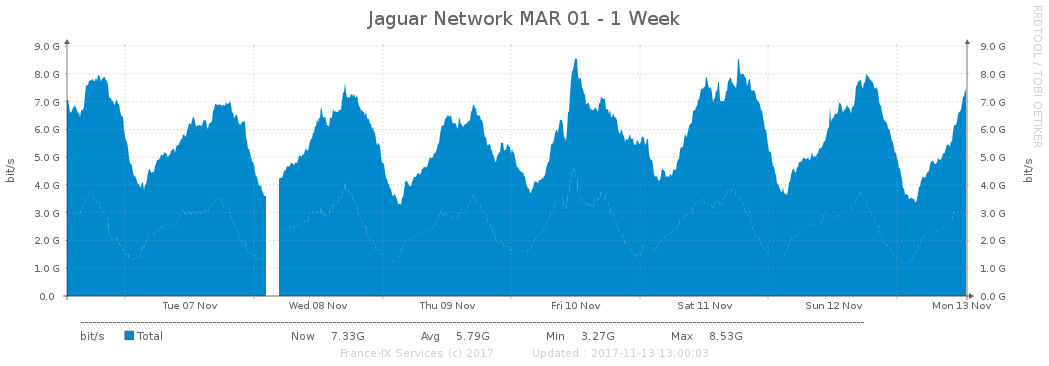 Jaguar Network MAR 01 - 1 Week
RRDTOOL / TOBI OETIKER
9.0 G 9.0 G
8.0 G 8.0 G
7.0 G 7.0 G
6.0 G 6.0 G
5.0 G 5.0 G
4.0 G 4.0 G
3.0 G 3.0 G
2.0 G 2.0 G
1.0 G 1.0 G
0.0 0.0 G
bit/s
bit/s
Tue 07 Nov Wed 08 Nov Thu 09 Nov Fri 10 Nov Sat 11 Nov Sun 12 Nov Mon 13 Nov
bit/s Total Now 7.33G Avg 5.79G Min 3.27G Max 8.53G
France-IX Services (c) 2017 Updated : 2017-11-13 13:00:03